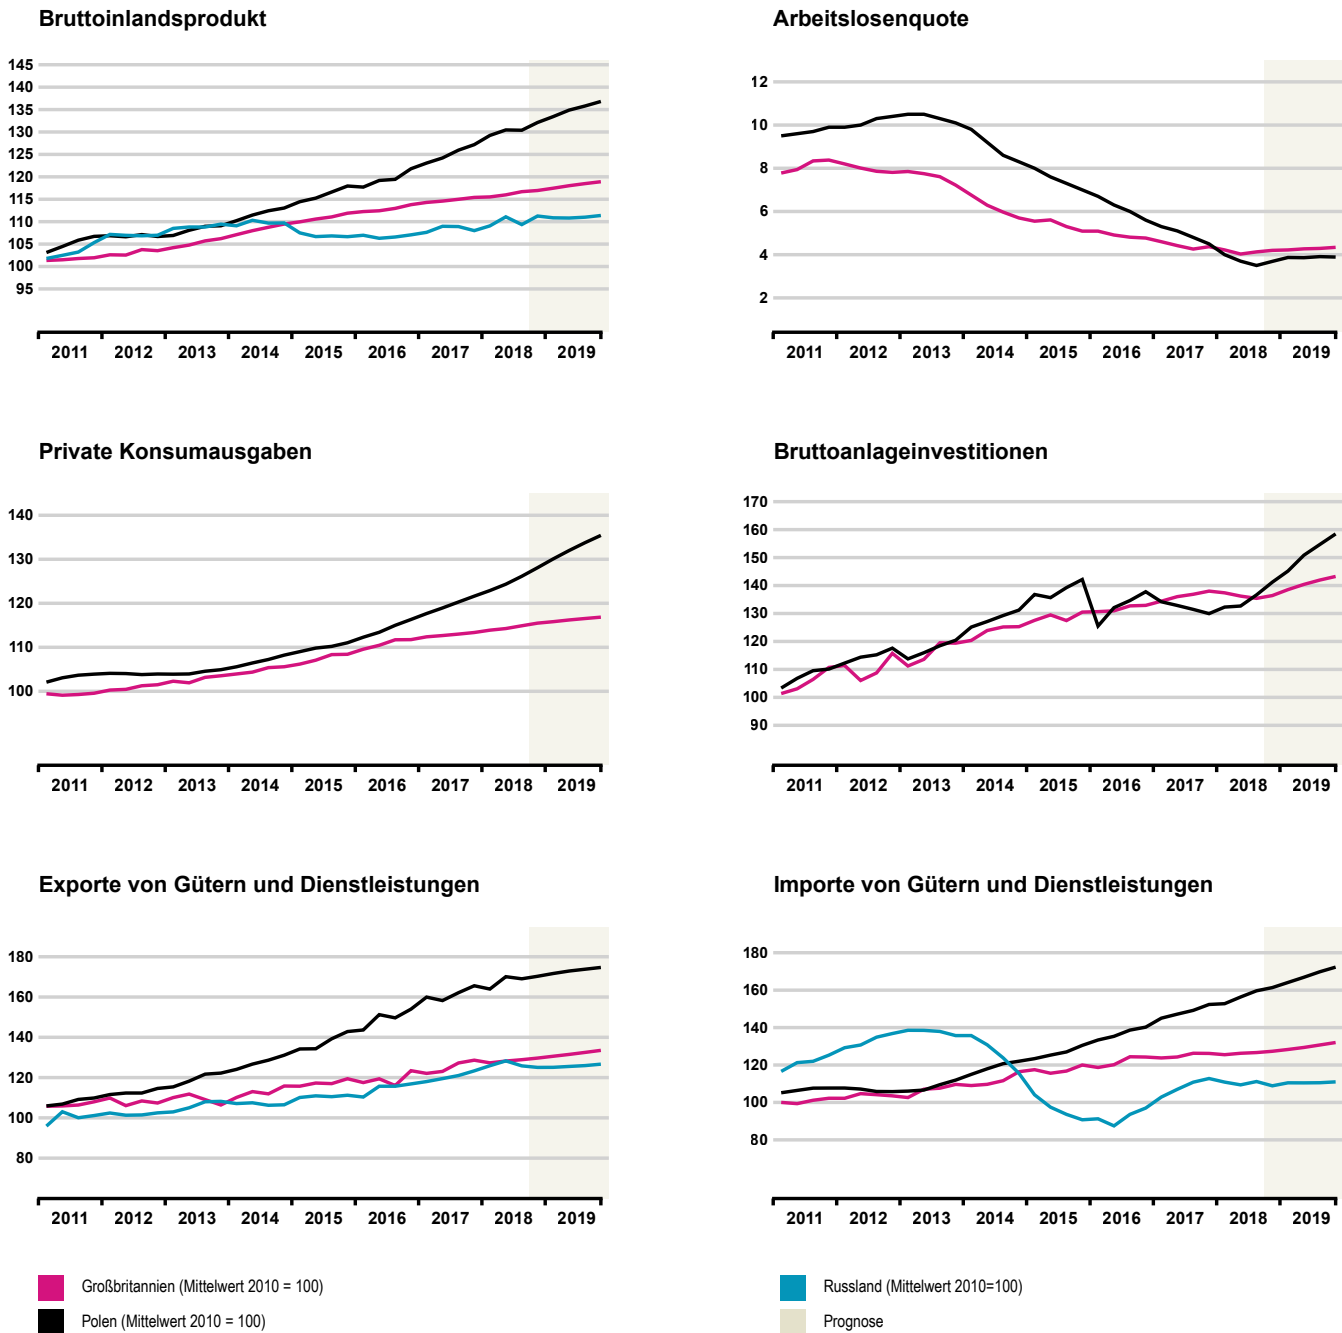 Bruttoinlandsprodukt
145
140
135
130
125
120
115
110
105
100
95
2011 2012 2013 2014 2015 2016 2017 2018 2019
Arbeitslosenquote
12
10
8
6
4
2
2011 2012 2013 2014 2015 2016 2017 2018 2019
Private Konsumausgaben
140
130
120
110
100
2011 2012 2013 2014 2015 2016 2017 2018 2019
Bruttoanlageinvestitionen
170
160
150
140
130
120
110
100
90
2011 2012 2013 2014 2015 2016 2017 2018 2019
Exporte von Gütern und Dienstleistungen
180
160
140
120
100
80
2011 2012 2013 2014 2015 2016 2017 2018 2019
Importe von Gütern und Dienstleistungen
180
160
140
120
100
80
2011 2012 2013 2014 2015 2016 2017 2018 2019
Großbritannien (Mittelwert 2010 = 100)
Polen (Mittelwert 2010 = 100)
Russland (Mittelwert 2010=100)
Prognose